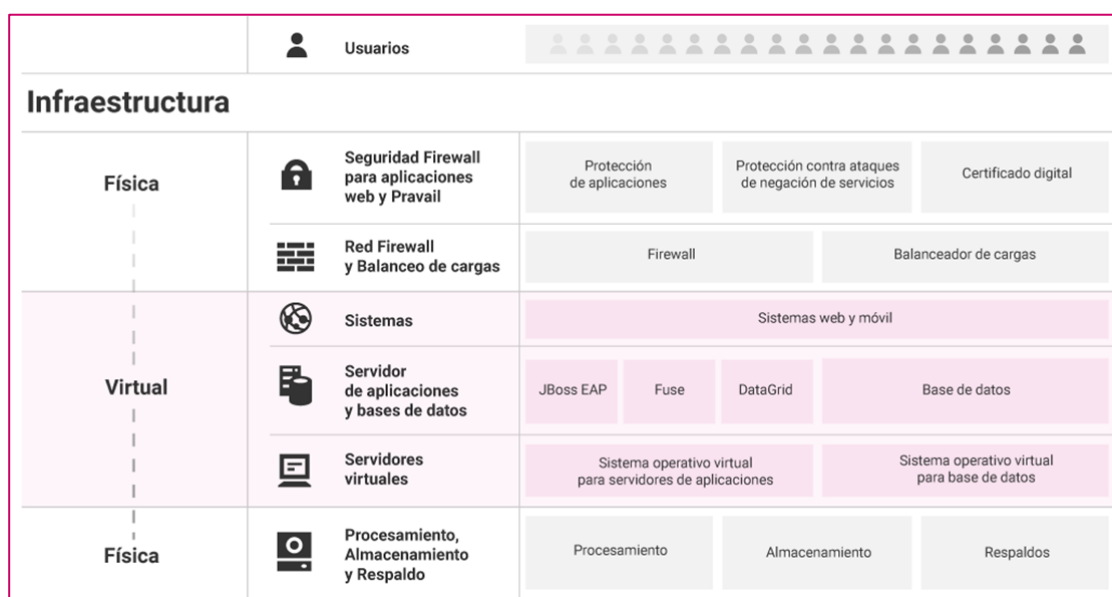 Usuarios
Infraestructura
Física
Seguridad Firewall
para aplicaciones
web y Pravail
Protección
de aplicaciones
Protección contra ataques
de negación de servicios
Certificado digital
Red Firewall
y Balanceo de cargas
Firewall
Balanceador de cargas
Virtual
Sistemas
Sistemas web y móvil
Servidor
de aplicaciones
y bases de datos
JBoss EAP
Fuse
DataGrid
Base de datos
Servidores
virtuales
Sistema operativo virtual
para servidores de aplicaciones
Sistema operativo virtual
para base de datos
Física
Procesamiento,
Almacenamiento
y Respaldo
Procesamiento
Almacenamiento
Respaldos